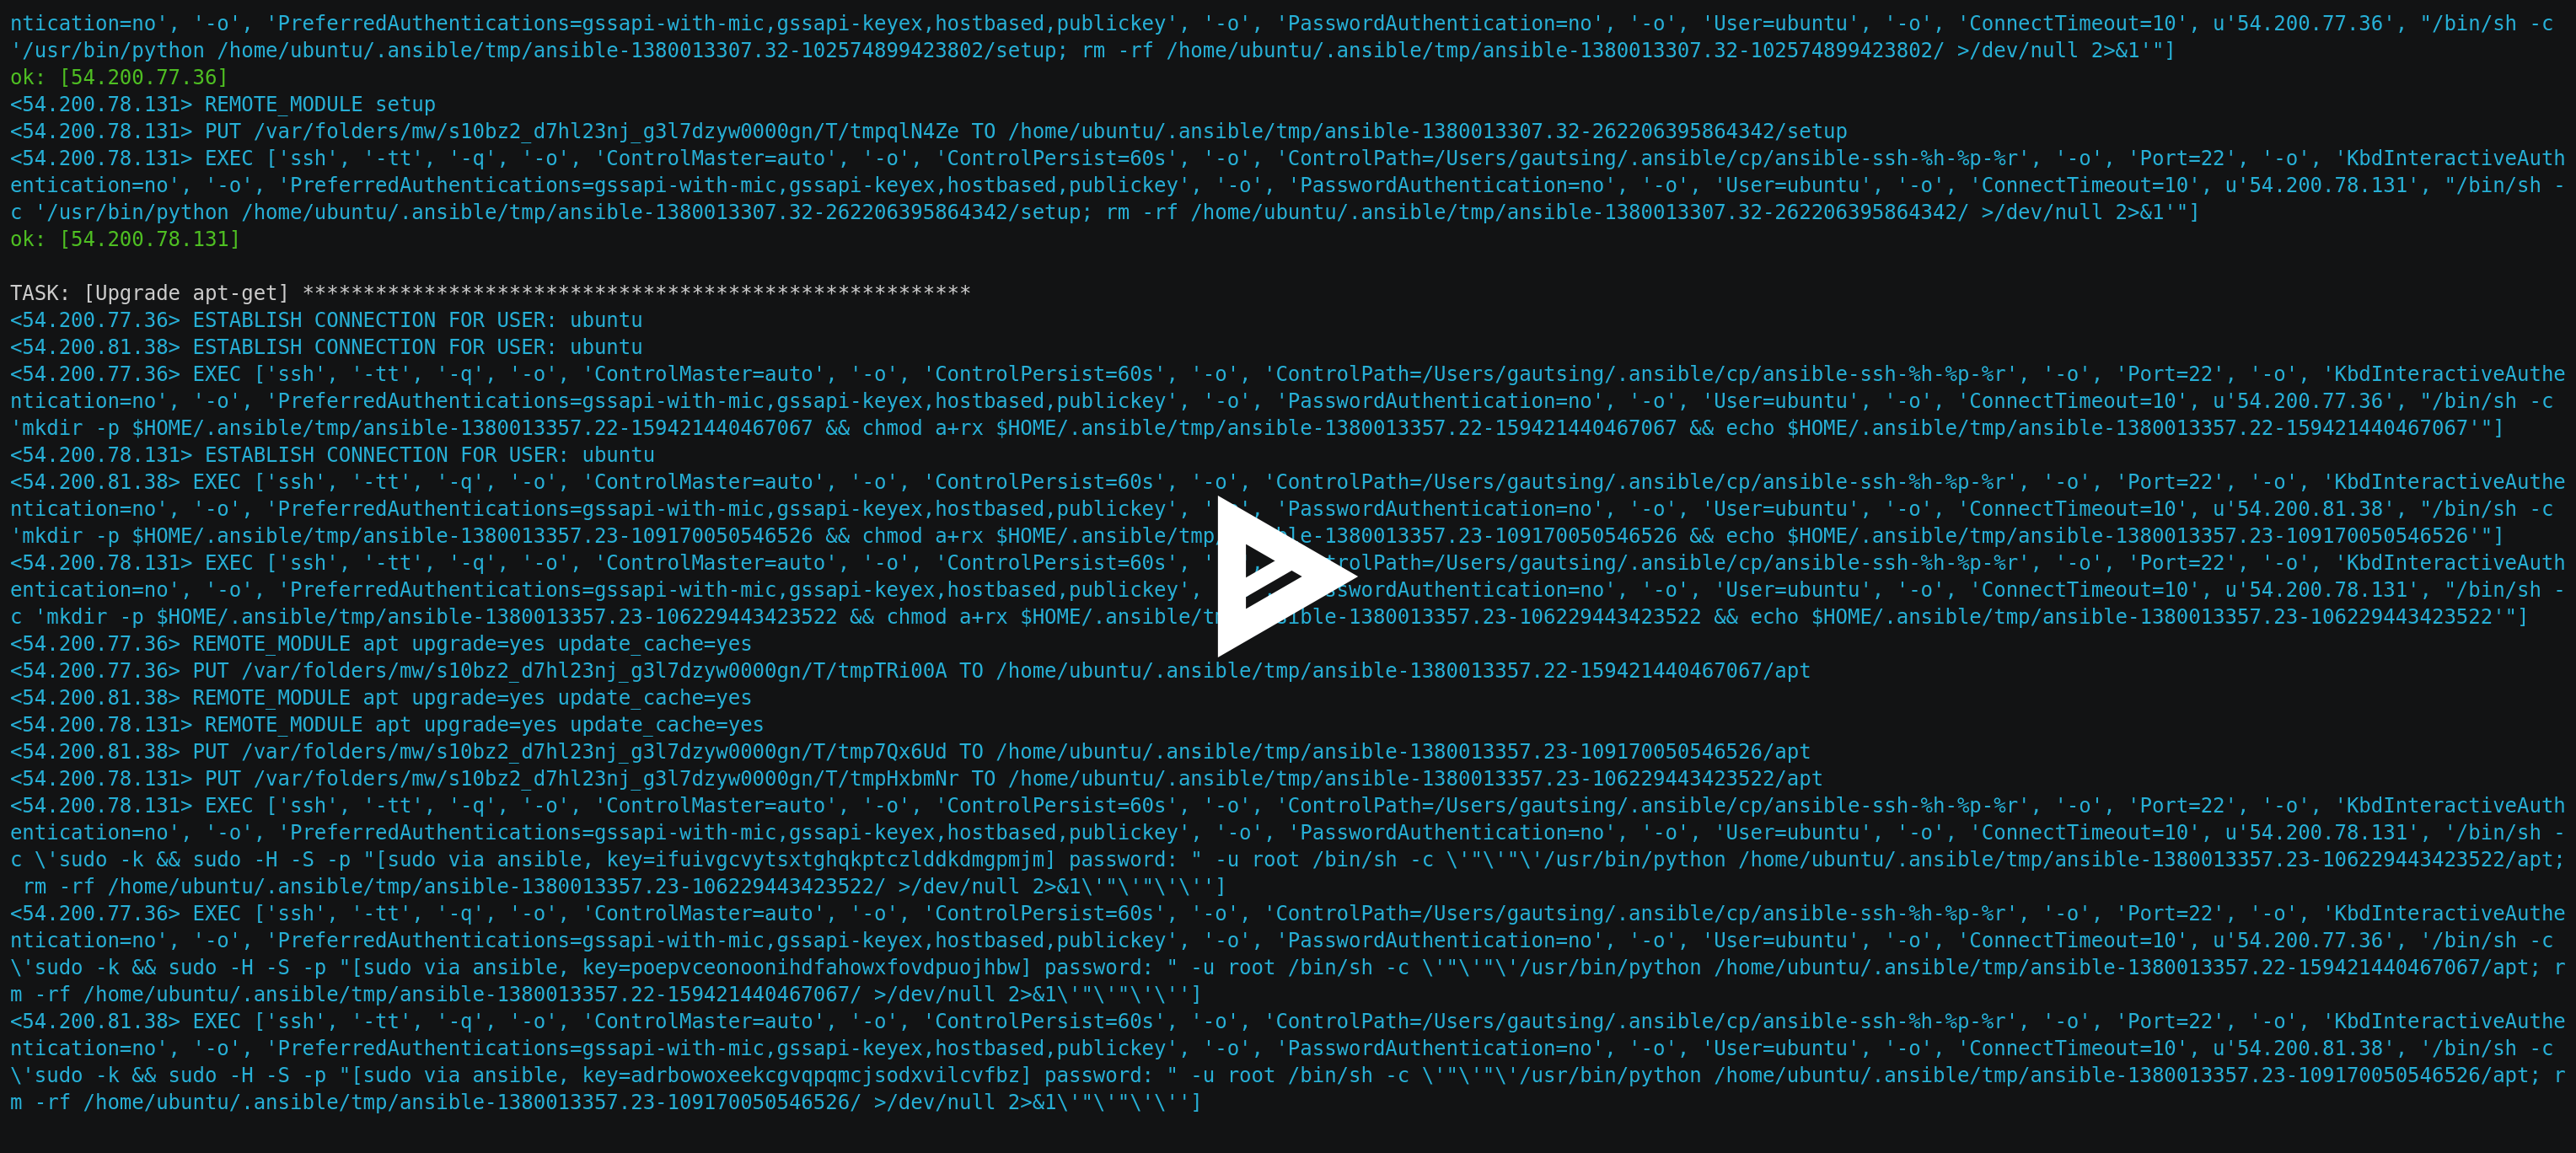 ntication=no', '-o', 'PreferredAuthentications=gssapi-with-mic,gssapi-keyex,hostbased,publickey', '-o', 'PasswordAuthentication=no', '-o', 'User=ubuntu', '-o', 'ConnectTimeout=10', u'54.200.77.36', "/bin/sh -c
'/usr/bin/python /home/ubuntu/.ansible/tmp/ansible-1380013307.32-102574899423802/setup; rm -rf /home/ubuntu/.ansible/tmp/ansible-1380013307.32-102574899423802/ >/dev/null 2>&1'"]
ok: [54.200.77.36]
<54.200.78.131> REMOTE_MODULE setup
<54.200.78.131> PUT /var/folders/mw/s10bz2_d7hl23nj_g3l7dzyw0000gn/T/tmpqlN4Ze TO /home/ubuntu/.ansible/tmp/ansible-1380013307.32-262206395864342/setup
<54.200.78.131> EXEC ['ssh', '-tt', '-q', '-o', 'ControlMaster=auto', '-o', 'ControlPersist=60s', '-o', 'ControlPath=/Users/gautsing/.ansible/cp/ansible-ssh-%h-%p-%r', '-o', 'Port=22', '-o', 'KbdInteractiveAuth
entication=no', '-o', 'PreferredAuthentications=gssapi-with-mic,gssapi-keyex,hostbased,publickey', '-o', 'PasswordAuthentication=no', '-o', 'User=ubuntu', '-o', 'ConnectTimeout=10', u'54.200.78.131', "/bin/sh -
c '/usr/bin/python /home/ubuntu/.ansible/tmp/ansible-1380013307.32-262206395864342/setup; rm -rf /home/ubuntu/.ansible/tmp/ansible-1380013307.32-262206395864342/ >/dev/null 2>&1'"]
ok: [54.200.78.131]
TASK: [Upgrade apt-get] *******************************************************
<54.200.77.36> ESTABLISH CONNECTION FOR USER: ubuntu
<54.200.81.38> ESTABLISH CONNECTION FOR USER: ubuntu
<54.200.77.36> EXEC ['ssh', '-tt', '-q', '-o', 'ControlMaster=auto', '-o', 'ControlPersist=60s', '-o', 'ControlPath=/Users/gautsing/.ansible/cp/ansible-ssh-%h-%p-%r', '-o', 'Port=22', '-o', 'KbdInteractiveAuthe
ntication=no', '-o', 'PreferredAuthentications=gssapi-with-mic,gssapi-keyex,hostbased,publickey', '-o', 'PasswordAuthentication=no', '-o', 'User=ubuntu', '-o', 'ConnectTimeout=10', u'54.200.77.36', "/bin/sh -c
'mkdir -p $HOME/.ansible/tmp/ansible-1380013357.22-159421440467067 && chmod a+rx $HOME/.ansible/tmp/ansible-1380013357.22-159421440467067 && echo $HOME/.ansible/tmp/ansible-1380013357.22-159421440467067'"]
<54.200.78.131> ESTABLISH CONNECTION FOR USER: ubuntu
<54.200.81.38> EXEC ['ssh', '-tt', '-q', '-o', 'ControlMaster=auto', '-o', 'ControlPersist=60s', '-o', 'ControlPath=/Users/gautsing/.ansible/cp/ansible-ssh-%h-%p-%r', '-o', 'Port=22', '-o', 'KbdInteractiveAuthe
ntication=no', '-o', 'PreferredAuthentications=gssapi-with-mic,gssapi-keyex,hostbased,publickey', 'PasswordAuthentication=no', '-o', 'User=ubuntu', '-o', 'ConnectTimeout=10', u'54.200.81.38', "/bin/sh -c
'mkdir -p $HOME/.ansible/tmp/ansible-1380013357.23-109170050546526 && chmod a+rx $HOME/.ansible/tmp ble-1380013357.23-109170050546526 && echo $HOME/.ansible/tmp/ansible-1380013357.23-109170050546526'"]
<54.200.78.131> EXEC ['ssh', '-tt', '-q', '-o', 'ControlMaster=auto', '-o', 'ControlPersist=60s', ' ntrolPath=/Users/gautsing/.ansible/cp/ansible-ssh-%h-%p-%r', '-o', 'Port=22', '-o', 'KbdInteractiveAuth
entication=no', '-o', 'PreferredAuthentications=gssapi-with-mic,gssapi-keyex,hostbased,publickey', swordAuthentication=no', '-o', 'User=ubuntu', '-o', 'ConnectTimeout=10', u'54.200.78.131', "/bin/sh -
c 'mkdir -p $HOME/.ansible/tmp/ansible-1380013357.23-106229443423522 && chmod a+rx $HOME/.ansible/t ible-1380013357.23-106229443423522 && echo $HOME/.ansible/tmp/ansible-1380013357.23-106229443423522'"]
<54.200.77.36> REMOTE_MODULE apt upgrade=yes update_cache=yes
<54.200.77.36> PUT /var/folders/mw/s10bz2_d7hl23nj_g3l7dzyw0000gn/T/tmpTRi00A TO /home/ubuntu/.ansible/tmp/ansible-1380013357.22-159421440467067/apt
<54.200.81.38> REMOTE_MODULE apt upgrade=yes update_cache=yes
<54.200.78.131> REMOTE_MODULE apt upgrade=yes update_cache=yes
<54.200.81.38> PUT /var/folders/mw/s10bz2_d7hl23nj_g3l7dzyw0000gn/T/tmp7Qx6Ud TO /home/ubuntu/.ansible/tmp/ansible-1380013357.23-109170050546526/apt
<54.200.78.131> PUT /var/folders/mw/s10bz2_d7hl23nj_g3l7dzyw0000gn/T/tmpHxbmNr TO /home/ubuntu/.ansible/tmp/ansible-1380013357.23-106229443423522/apt
<54.200.78.131> EXEC ['ssh', '-tt', '-q', '-o', 'ControlMaster=auto', '-o', 'ControlPersist=60s', '-o', 'ControlPath=/Users/gautsing/.ansible/cp/ansible-ssh-%h-%p-%r', '-o', 'Port=22', '-o', 'KbdInteractiveAuth
entication=no', '-o', 'PreferredAuthentications=gssapi-with-mic,gssapi-keyex,hostbased,publickey', '-o', 'PasswordAuthentication=no', '-o', 'User=ubuntu', '-o', 'ConnectTimeout=10', u'54.200.78.131', '/bin/sh -
c \'sudo -k && sudo -H -S -p "[sudo via ansible, key=ifuivgcvytsxtghqkptczlddkdmgpmjm] password: " -u root /bin/sh -c \'"\'"\'/usr/bin/python /home/ubuntu/.ansible/tmp/ansible-1380013357.23-106229443423522/apt;
 rm -rf /home/ubuntu/.ansible/tmp/ansible-1380013357.23-106229443423522/ >/dev/null 2>&1\'"\'"\'\'']
<54.200.77.36> EXEC ['ssh', '-tt', '-q', '-o', 'ControlMaster=auto', '-o', 'ControlPersist=60s', '-o', 'ControlPath=/Users/gautsing/.ansible/cp/ansible-ssh-%h-%p-%r', '-o', 'Port=22', '-o', 'KbdInteractiveAuthe
ntication=no', '-o', 'PreferredAuthentications=gssapi-with-mic,gssapi-keyex,hostbased,publickey', '-o', 'PasswordAuthentication=no', '-o', 'User=ubuntu', '-o', 'ConnectTimeout=10', u'54.200.77.36', '/bin/sh -c
\'sudo -k && sudo -H -S -p "[sudo via ansible, key=poepvceonoonihdfahowxfovdpuojhbw] password: " -u root /bin/sh -c \'"\'"\'/usr/bin/python /home/ubuntu/.ansible/tmp/ansible-1380013357.22-159421440467067/apt; r
m -rf /home/ubuntu/.ansible/tmp/ansible-1380013357.22-159421440467067/ >/dev/null 2>&1\'"\'"\'\'']
<54.200.81.38> EXEC ['ssh', '-tt', '-q', '-o', 'ControlMaster=auto', '-o', 'ControlPersist=60s', '-o', 'ControlPath=/Users/gautsing/.ansible/cp/ansible-ssh-%h-%p-%r', '-o', 'Port=22', '-o', 'KbdInteractiveAuthe
ntication=no', '-o', 'PreferredAuthentications=gssapi-with-mic,gssapi-keyex,hostbased,publickey', '-o', 'PasswordAuthentication=no', '-o', 'User=ubuntu', '-o', 'ConnectTimeout=10', u'54.200.81.38', '/bin/sh -c
\'sudo -k && sudo -H -S -p "[sudo via ansible, key=adrbowoxeekcgvqpqmcjsodxvilcvfbz] password: " -u root /bin/sh -c \'"\'"\'/usr/bin/python /home/ubuntu/.ansible/tmp/ansible-1380013357.23-109170050546526/apt; r
m -rf /home/ubuntu/.ansible/tmp/ansible-1380013357.23-109170050546526/ >/dev/null 2>&1\'"\'"\'\'']